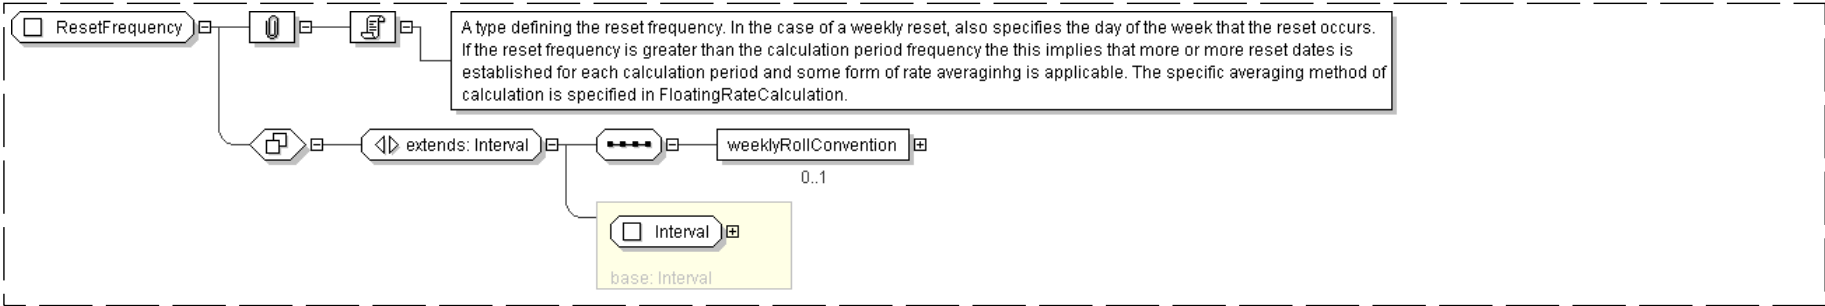 ResetFrequency
A type defining the reset frequency. In the case of a weekly reset, also specifies the day of the week that the reset occurs.
If the reset frequency is greater than the calculation period frequency the this implies that more or more reset dates is
established for each calculation period and some form of rate averaginhg is applicable. The specific averaging method of
calculation is specified in FloatingRateCalculation.
extends: Interval
weeklyRollConvention
0..1
Interval
base: Interval